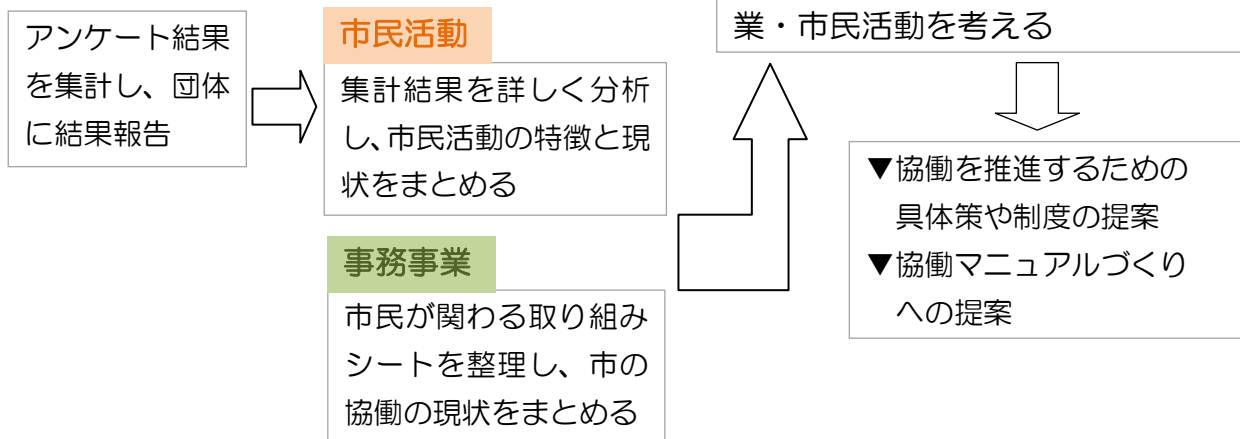 アンケート結果
を集計し、団体
に結果報告
市民活動
集計結果を詳しく分析
し、市民活動の特徴と現
状をまとめる
事務事業
市民が関わる取り組み
シートを整理し、市の
協働の現状をまとめる
業・市民活動を考える
▼協働を推進するための
具体策や制度の提案
▼協働マニュアルづくり
への提案